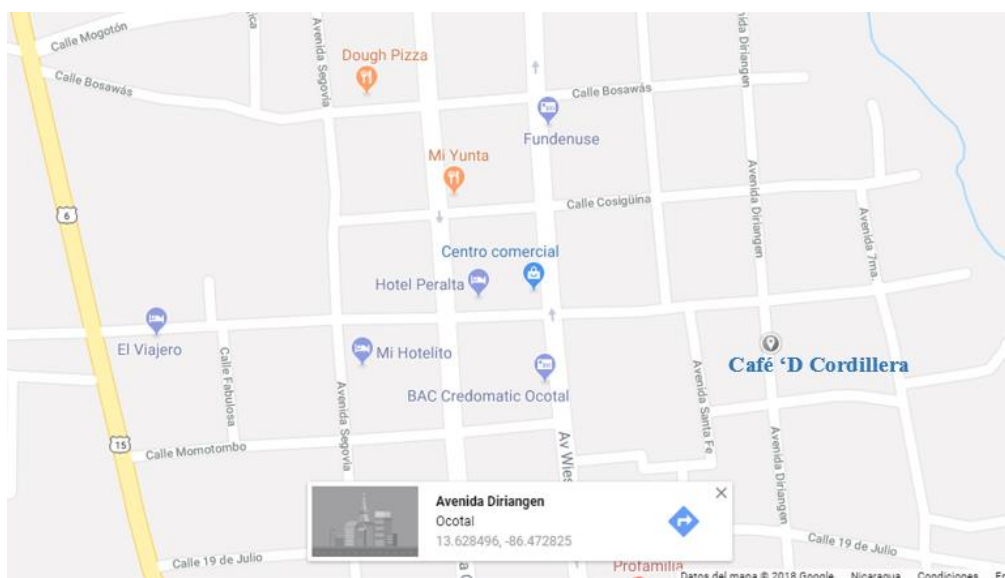 Calle Mogotón
Avenida Segovia
Avenida Diriangen
Dough Pizza
Calle Bosawás
Calle Bosawás
Fundenuse
Mi Yunta
6
Calle Cosigüina
Avenida Diriangen
Avenida 7ma.
Centro comercial
Hotel Peralta
El Viajero
Mi Hotelito
Café ‘D Cordillera
BAC Credomatic Ocotal
Calle Fabulosa
Avenida Segovia
Avenida Santa Fe
15
Calle Momotombo
Av Wies
Avenida Diriangen
Avenida Diriangen
Ocotal
13.628496, -86.472825
Calle 19 de Julio
Calle 19 de Julio
Profamilia
Datos del mapa © 2018 Google Nicaragua Condiciones